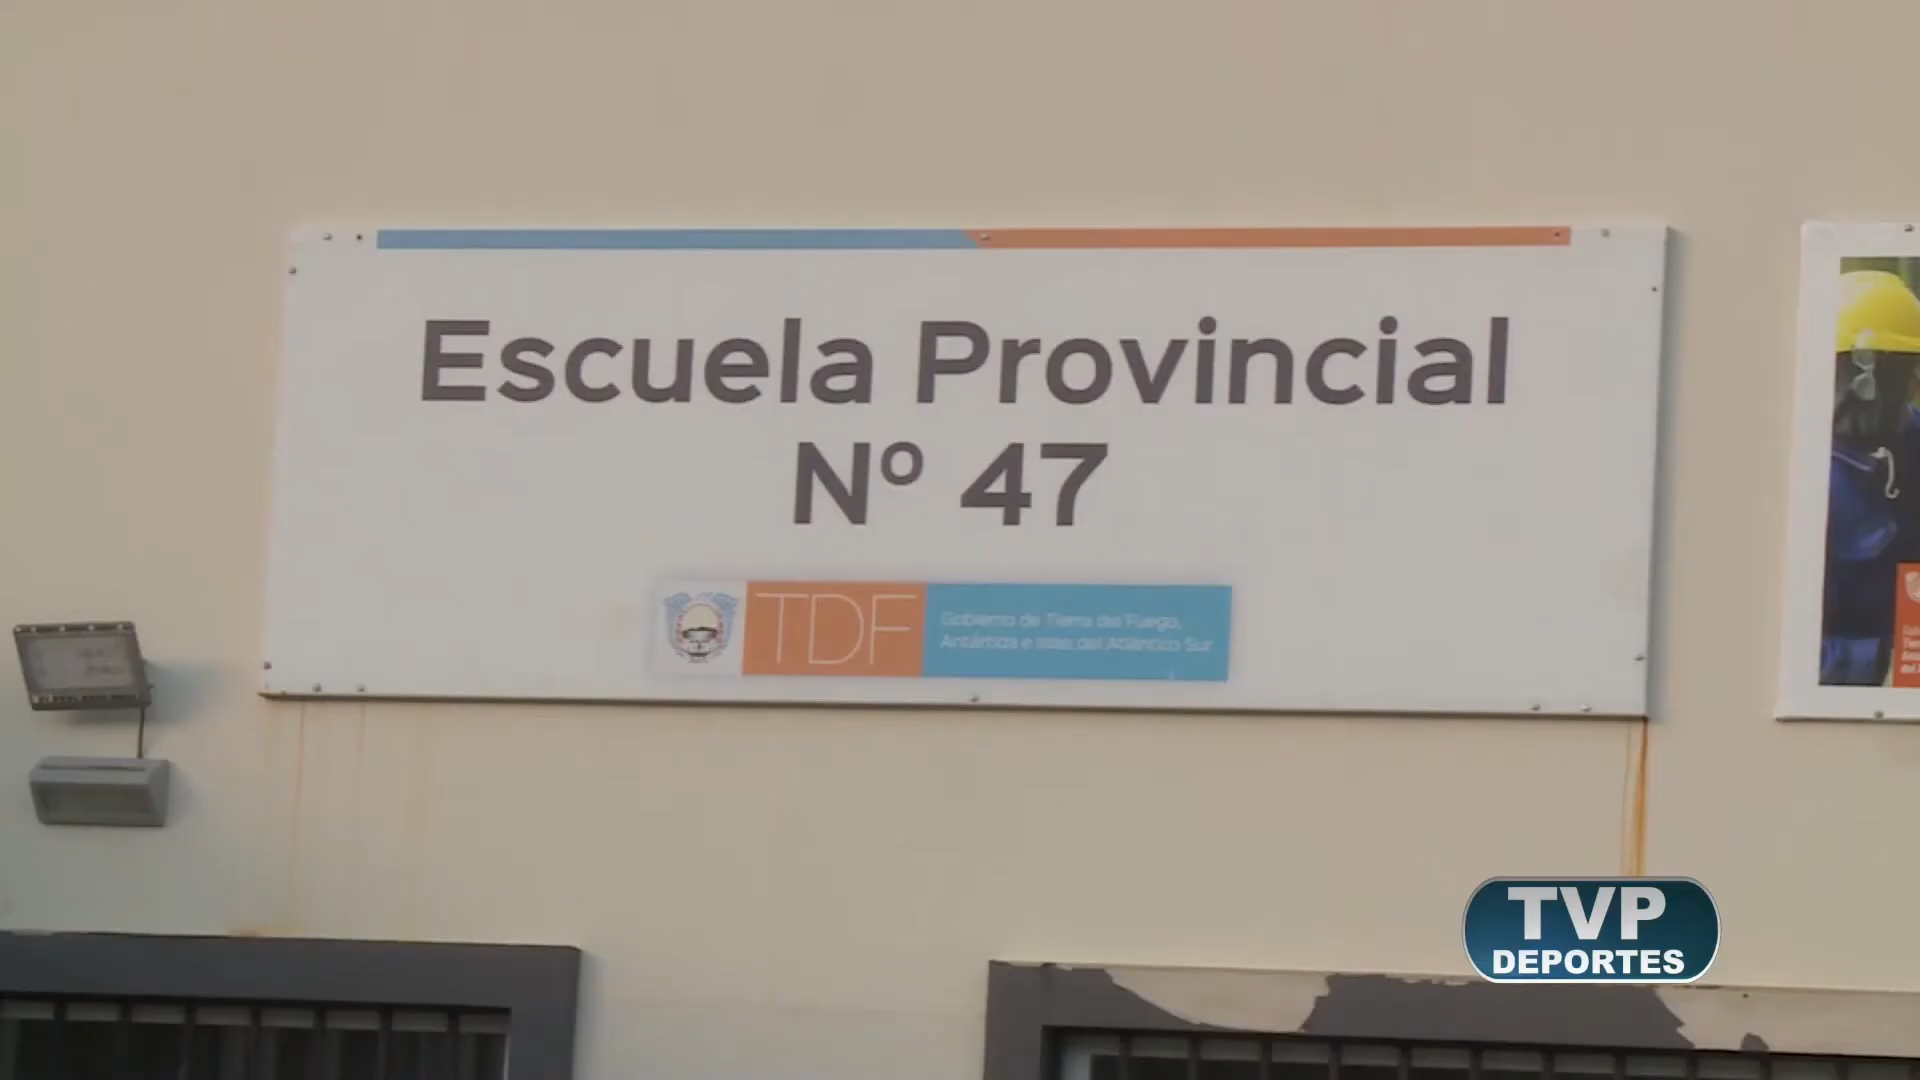 Escuela Provincial
Nº 47
TDF
Gobierno de Tierra del Fuego,
Antártida e Islas del Atlántico Sur
TVP
DEPORTES